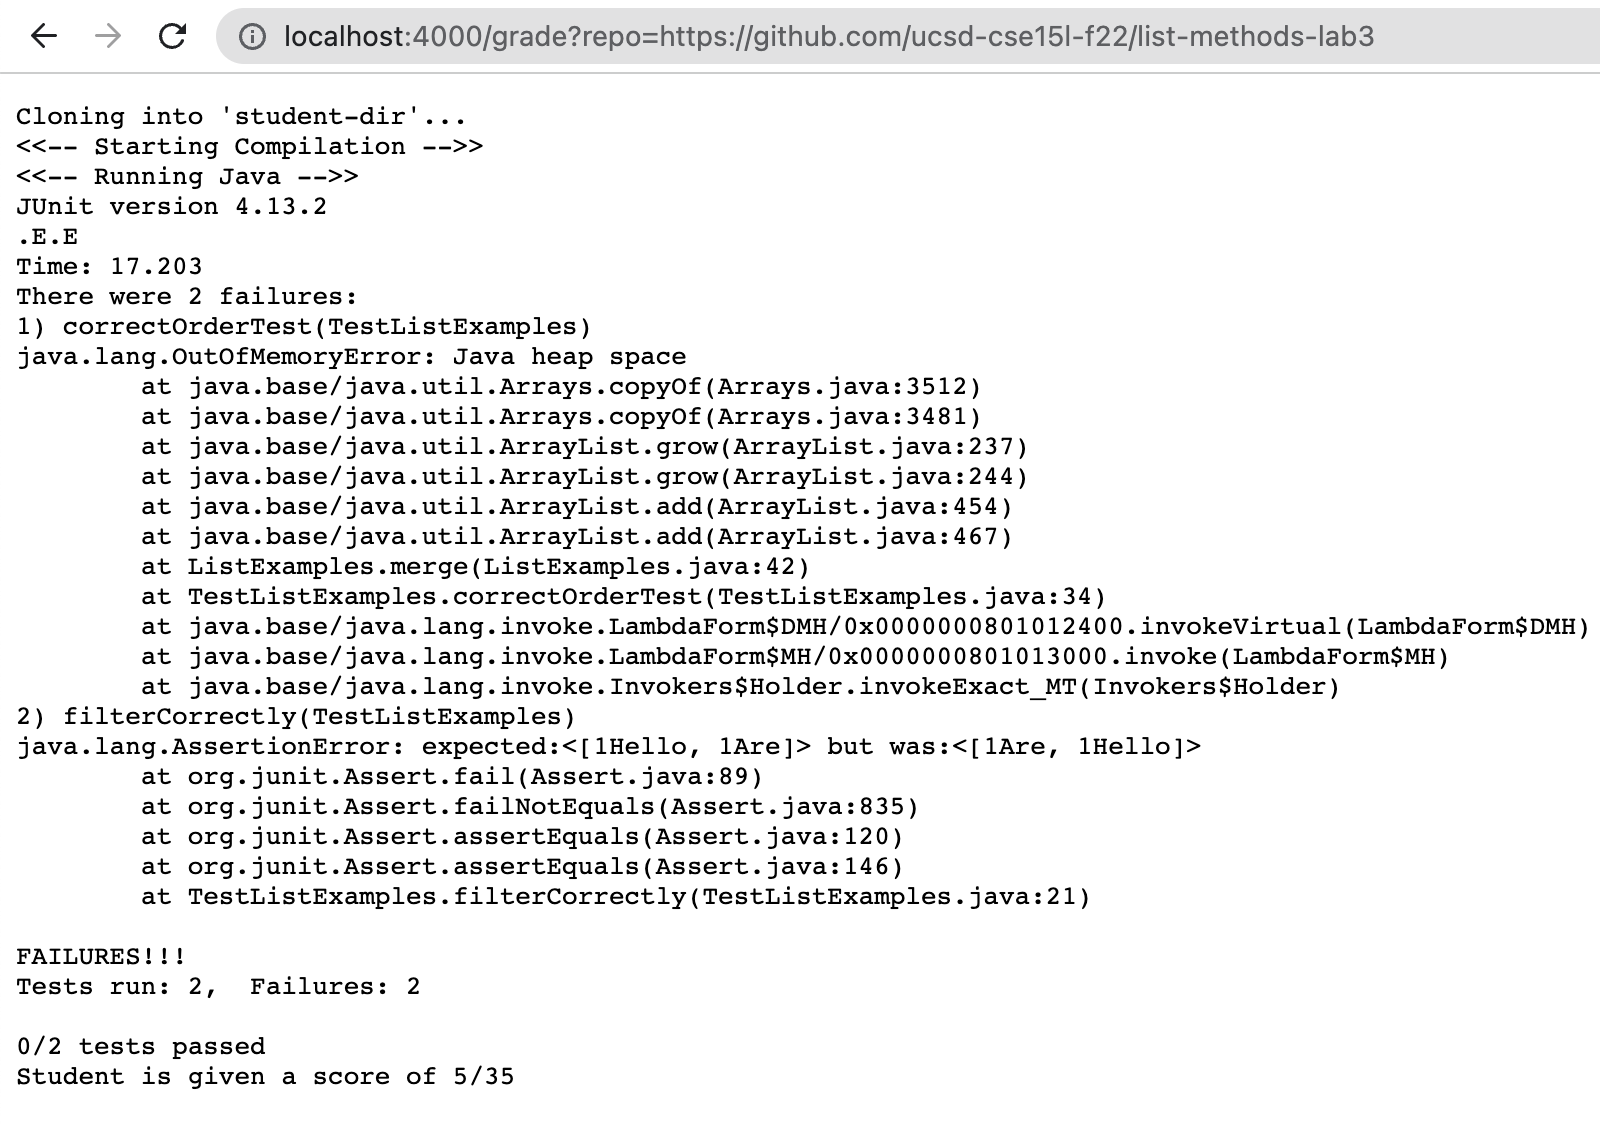 localhost:4000/grade?repo=https://github.com/ucsd-cse15l-f22/list-methods-lab3
Cloning into 'student-dir'...
<<-- Starting Compilation -->>
<<-- Running Java -->>
JUnit version 4.13.2
.E.E
Time: 17.203
There were 2 failures:
1) correctOrderTest(TestListExamples)
java.lang.OutOfMemoryError: Java heap space
        at java.base/java.util.Arrays.copyOf(Arrays.java:3512)
        at java.base/java.util.Arrays.copyOf(Arrays.java:3481)
        at java.base/java.util.ArrayList.grow(ArrayList.java:237)
        at java.base/java.util.ArrayList.grow(ArrayList.java:244)
        at java.base/java.util.ArrayList.add(ArrayList.java:454)
        at java.base/java.util.ArrayList.add(ArrayList.java:467)
        at ListExamples.merge(ListExamples.java:42)
        at TestListExamples.correctOrderTest(TestListExamples.java:34)
        at java.base/java.lang.invoke.LambdaForm$DMH/0x0000000801012400.invokeVirtual(LambdaForm$DMH)
        at java.base/java.lang.invoke.LambdaForm$MH/0x0000000801013000.invoke(LambdaForm$MH)
        at java.base/java.lang.invoke.Invokers$Holder.invokeExact_MT(Invokers$Holder)
2) filterCorrectly(TestListExamples)
java.lang.AssertionError: expected:<[1Hello, 1Are]> but was:<[1Are, 1Hello]>
        at org.junit.Assert.fail(Assert.java:89)
        at org.junit.Assert.failNotEquals(Assert.java:835)
        at org.junit.Assert.assertEquals(Assert.java:120)
        at org.junit.Assert.assertEquals(Assert.java:146)
        at TestListExamples.filterCorrectly(TestListExamples.java:21)
FAILURES!!!
Tests run: 2,  Failures: 2
0/2 tests passed
Student is given a score of 5/35